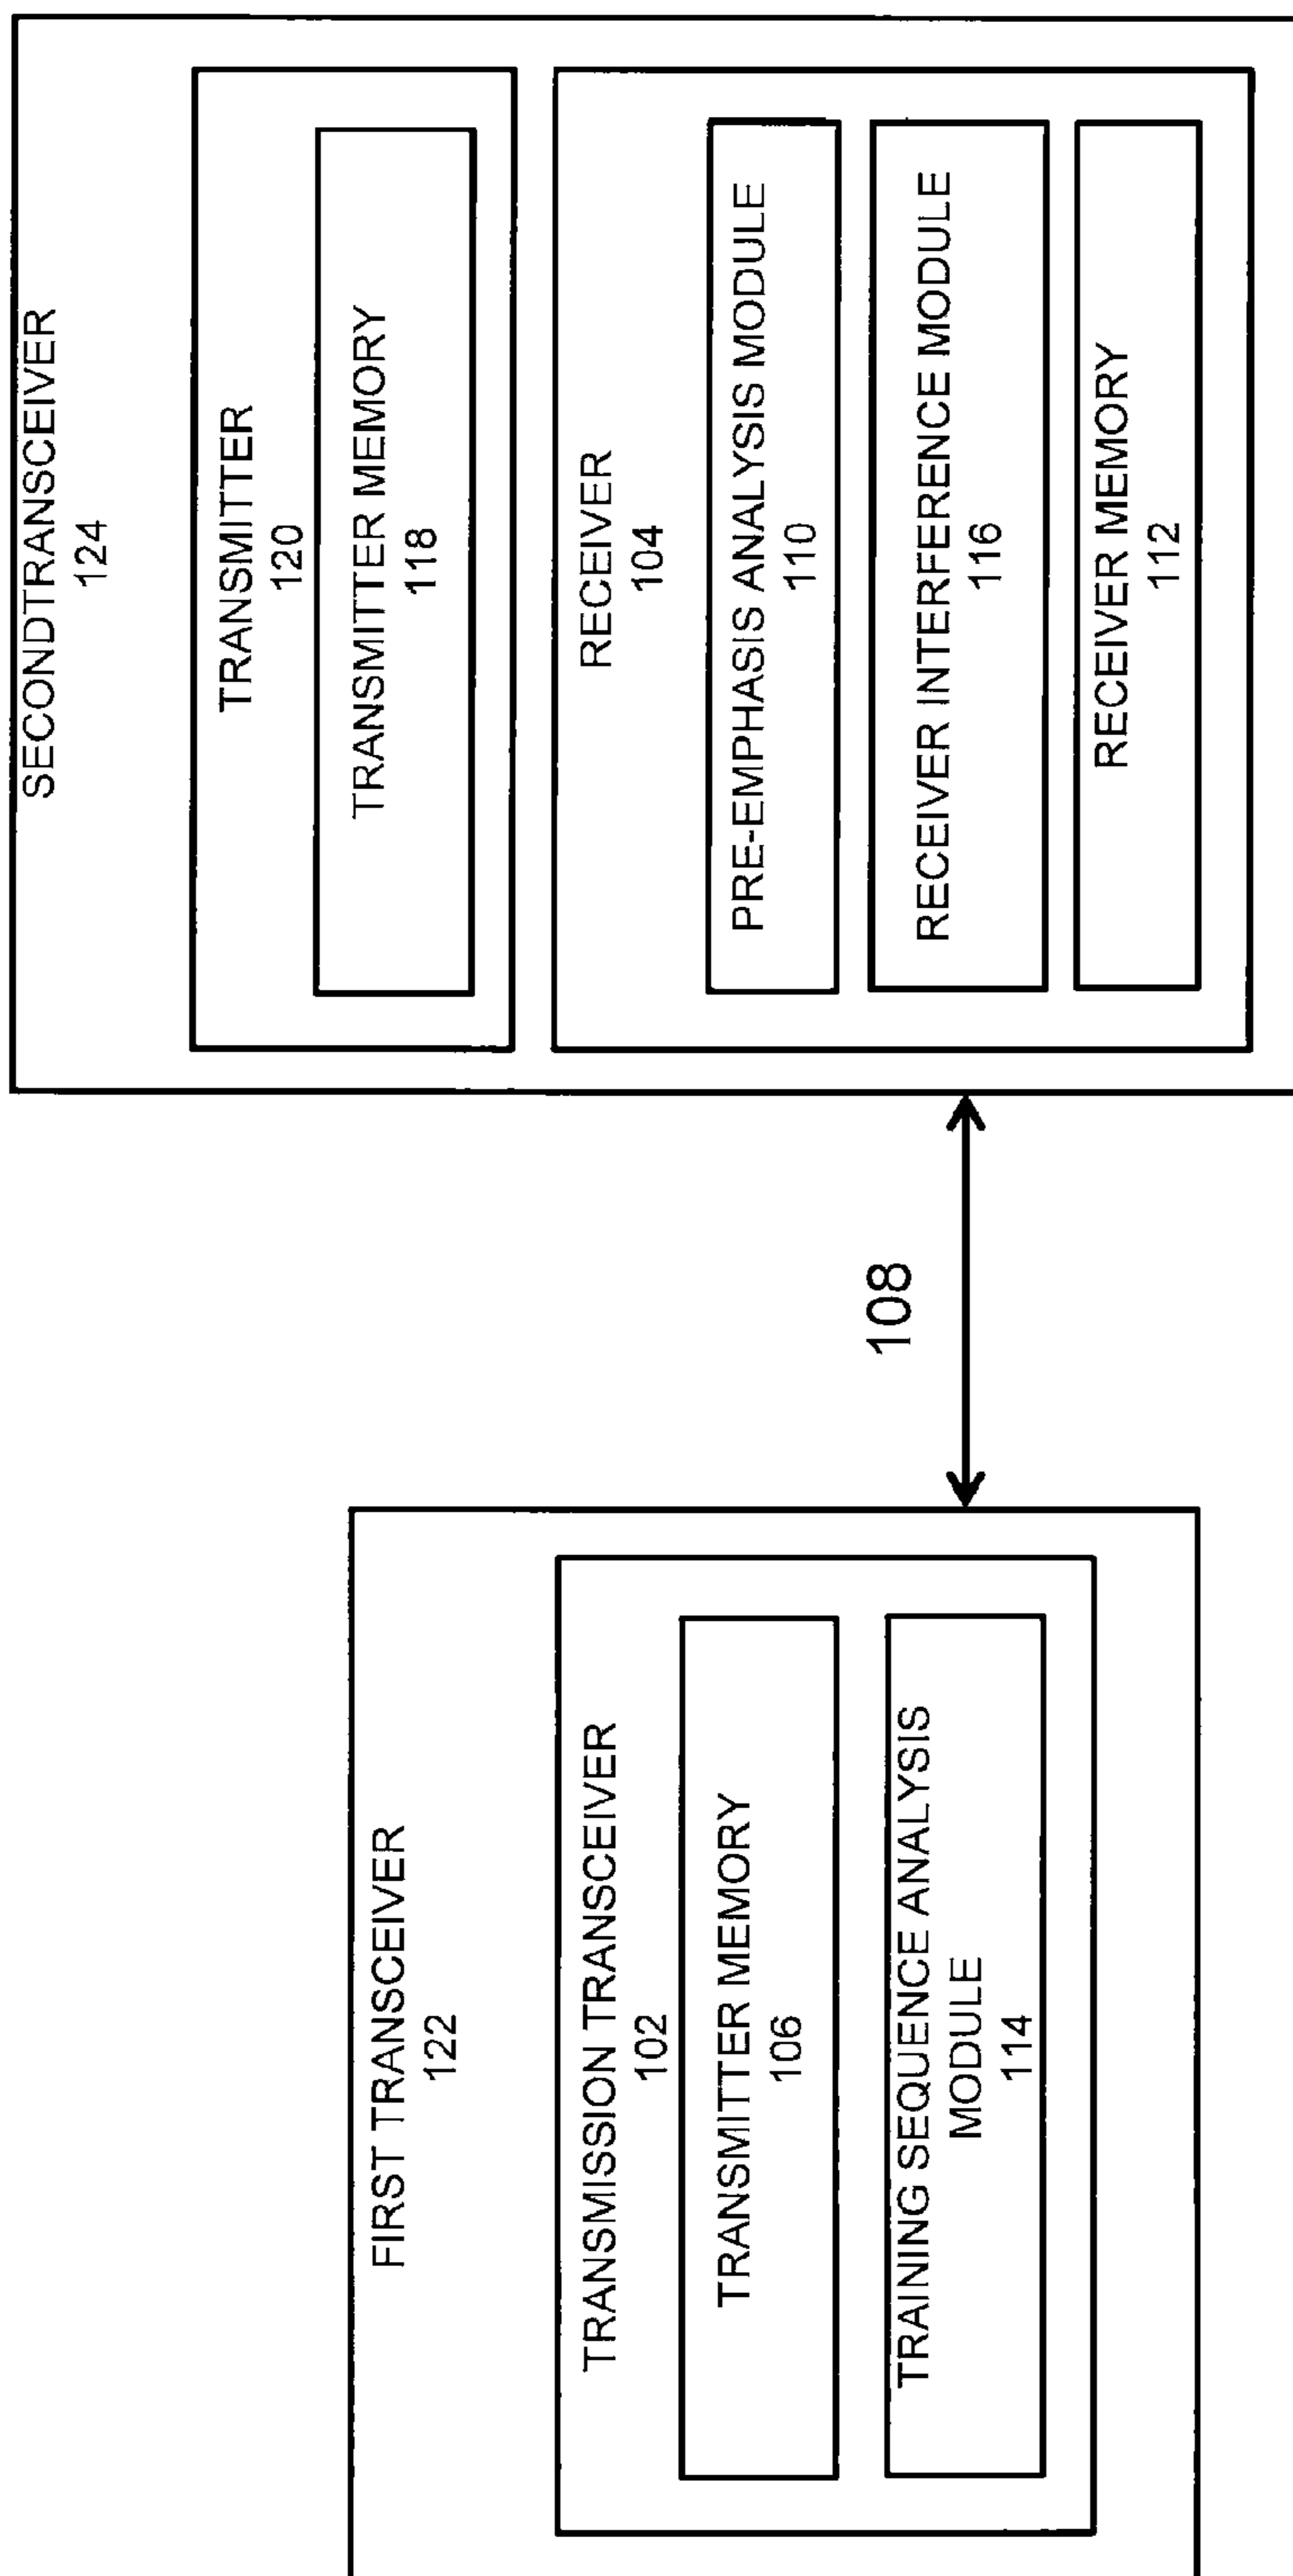 FIRST TRANSCEIVER
122
TRANSMISSION TRANSCEIVER
102
TRANSMITTER MEMORY
106
TRAINING SEQUENCE ANALYSIS
MODULE
114
108
SECONDTRANSCEIVER
124
TRANSMITTER
120
TRANSMITTER MEMORY
118
RECEIVER
104
PRE-EMPHASIS ANALYSIS MODULE
110
RECEIVER INTERFERENCE MODULE
116
RECEIVER MEMORY
112